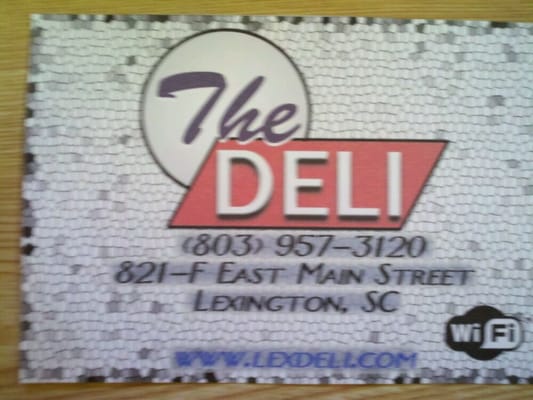 The
DELI
(803) 957-3120
821-F East Main Street
Lexington, SC
WiFi
www.lexdeli.com